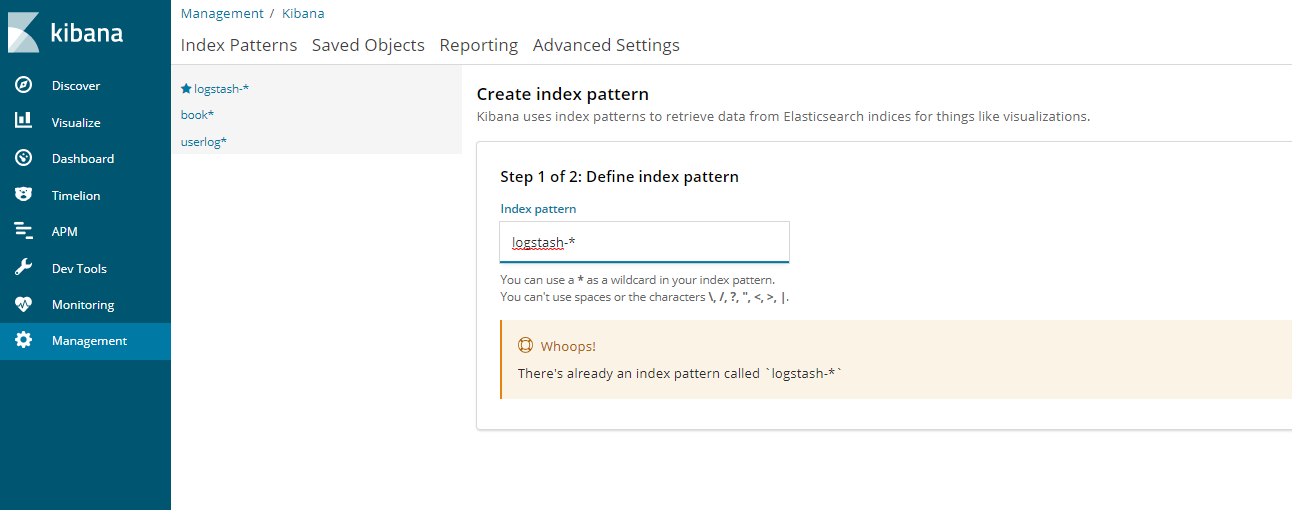 kibana
Discover
Visualize
Dashboard
Timelion
APM
Dev Tools
Monitoring
Management
Management / Kibana
Index Patterns Saved Objects Reporting Advanced Settings
logstash-*
book*
userlog*
Create index pattern
Kibana uses index patterns to retrieve data from Elasticsearch indices for things like visualizations.
Step 1 of 2: Define index pattern
Index pattern
logstash-*
You can use a * as a wildcard in your index pattern.
You can't use spaces or the characters \, /, ?, ", <, >, |.
Whoops!
There's already an index pattern called `logstash-*`